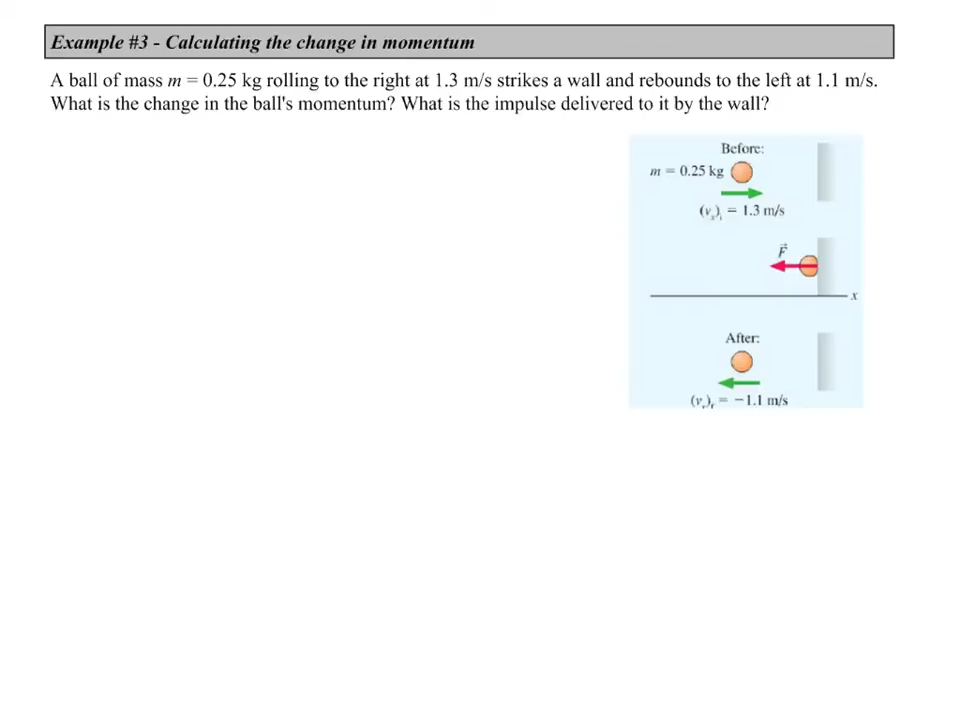 Example #3 - Calculating the change in momentum
A ball of mass m = 0.25 kg rolling to the right at 1.3 m/s strikes a wall and rebounds to the left at 1.1 m/s.
What is the change in the ball's momentum? What is the impulse delivered to it by the wall?
Before:
m = 0.25 kg
(vₓ)ᵢ = 1.3 m/s
F⃗
x
After:
(vₓ)f = −1.1 m/s